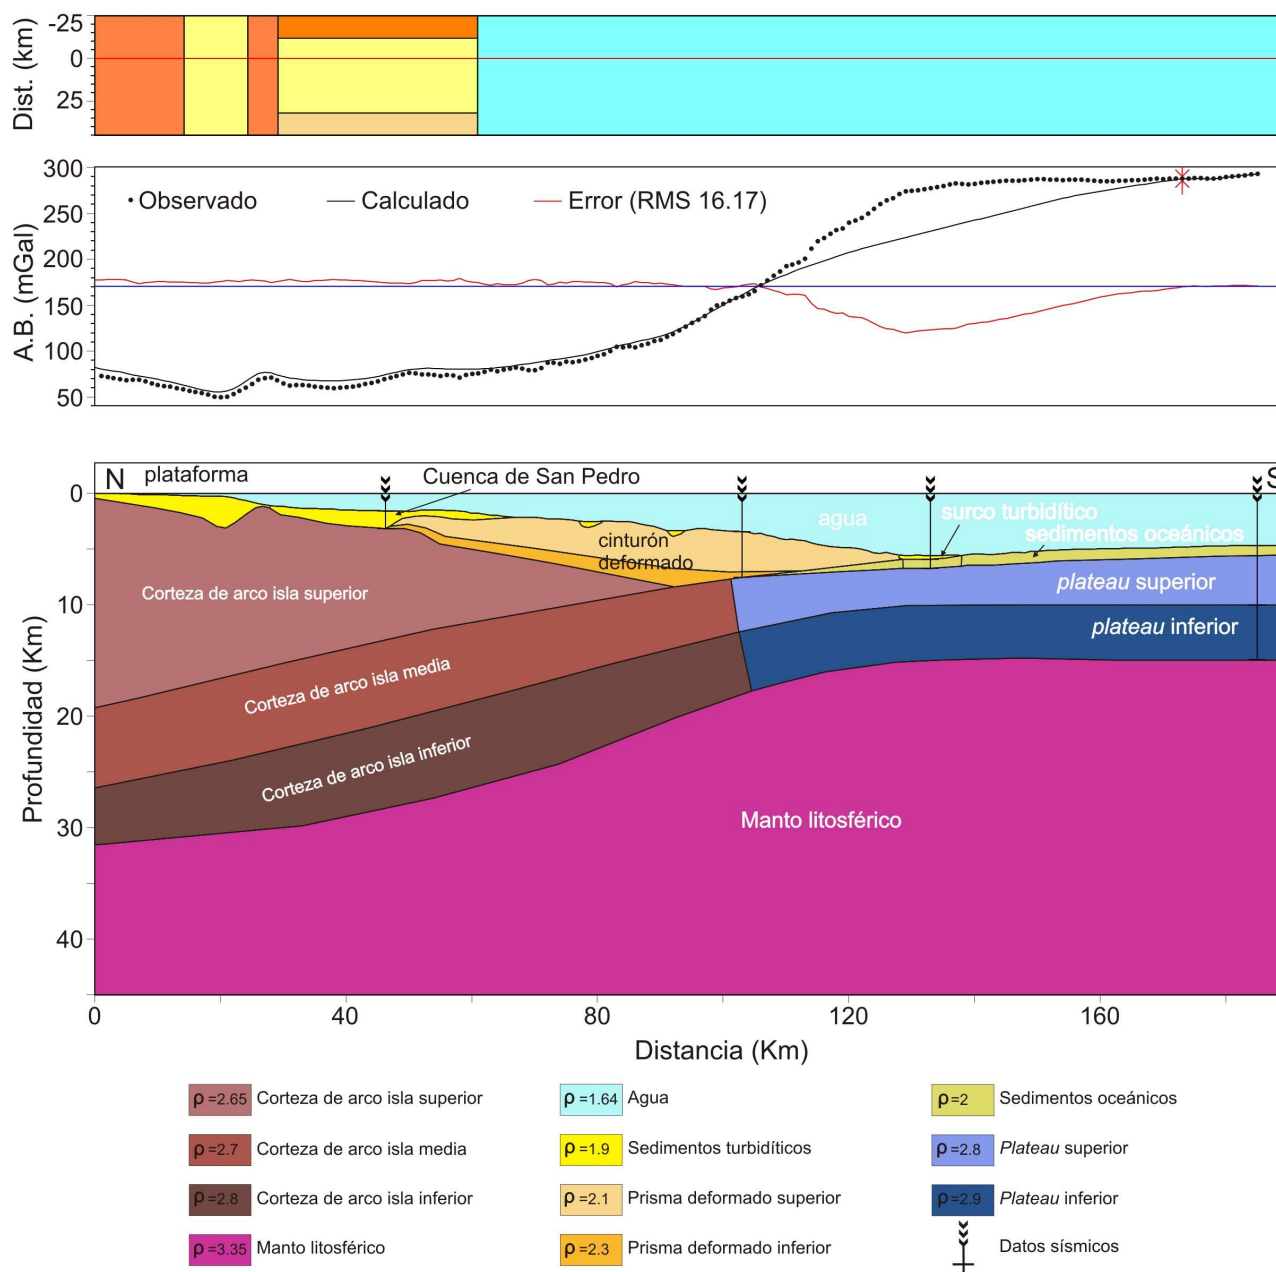 Dist. (km)
-25
0
25
A.B. (mGal)
300
250
200
150
100
50
Observado
Calculado
Error (RMS 16.17)
N
plataforma
Cuenca de San Pedro
S
agua
surco turbidítico
sedimentos oceánicos
cinturón
deformado
plateau superior
plateau inferior
Corteza de arco isla superior
Corteza de arco isla media
Corteza de arco isla inferior
Manto litosférico
Profundidad (Km)
0
10
20
30
40
0
40
80
120
160
Distancia (Km)
ρ=2.65 Corteza de arco isla superior
ρ=2.7 Corteza de arco isla media
ρ=2.8 Corteza de arco isla inferior
ρ=3.35 Manto litosférico
ρ=1.64 Agua
ρ=1.9 Sedimentos turbidíticos
ρ=2.1 Prisma deformado superior
ρ=2.3 Prisma deformado inferior
ρ=2 Sedimentos oceánicos
ρ=2.8 Plateau superior
ρ=2.9 Plateau inferior
Datos sísmicos